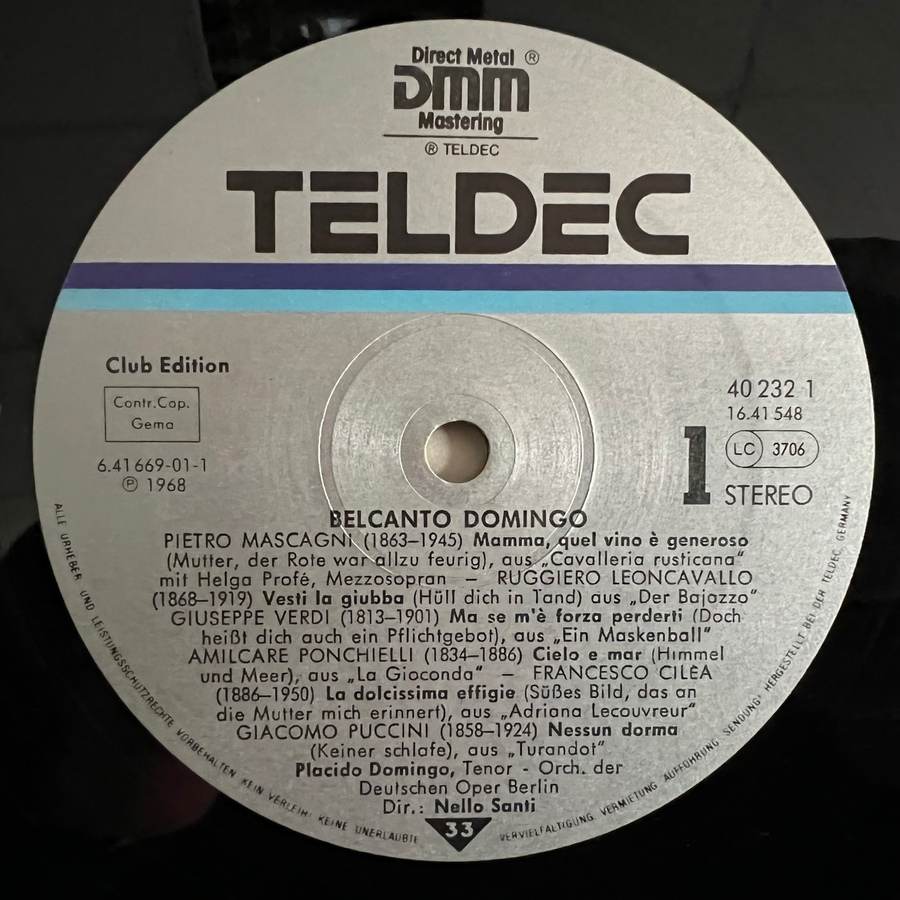 Direct Metal ®
DMM
Mastering
® TELDEC
TELDEC
Club Edition
Contr.Cop.
Gema
6.41669-01-1
℗ 1968
40 232 1
16.41 548
LC 3706
1
STEREO
BELCANTO DOMINGO
PIETRO MASCAGNI (1863–1945) Mamma, quel vino è generoso
(Mutter, der Rote war allzu feurig), aus „Cavalleria rusticana“
mit Helga Profé, Mezzosopran – RUGGIERO LEONCAVALLO
(1868–1919) Vesti la giubba (Hüll dich in Tand) aus „Der Bajazzo“
GIUSEPPE VERDI (1813–1901) Ma se m'è forza perderti (Doch
heißt dich auch ein Pflichtgebot), aus „Ein Maskenball“
AMILCARE PONCHIELLI (1834–1886) Cielo e mar (Himmel
und Meer), aus „La Gioconda“ – FRANCESCO CILÈA
(1886–1950) La dolcissima effigie (Süßes Bild, das an
die Mutter mich erinnert), aus „Adriana Lecouvreur“
GIACOMO PUCCINI (1858–1924) Nessun dorma
(Keiner schlafe), aus „Turandot“
Placido Domingo, Tenor - Orch. der
Deutschen Oper Berlin
Dir.: Nello Santi
33
ALLE URHEBER UND LEISTUNGSSCHUTZRECHTE VORBEHALTEN KEIN VERLEIH! KEINE UNERLAUBTE VERVIELFÄLTIGUNG VERMIETUNG AUFFÜHRUNG SENDUNG HERGESTELLT BEI DER TELDEC GERMANY